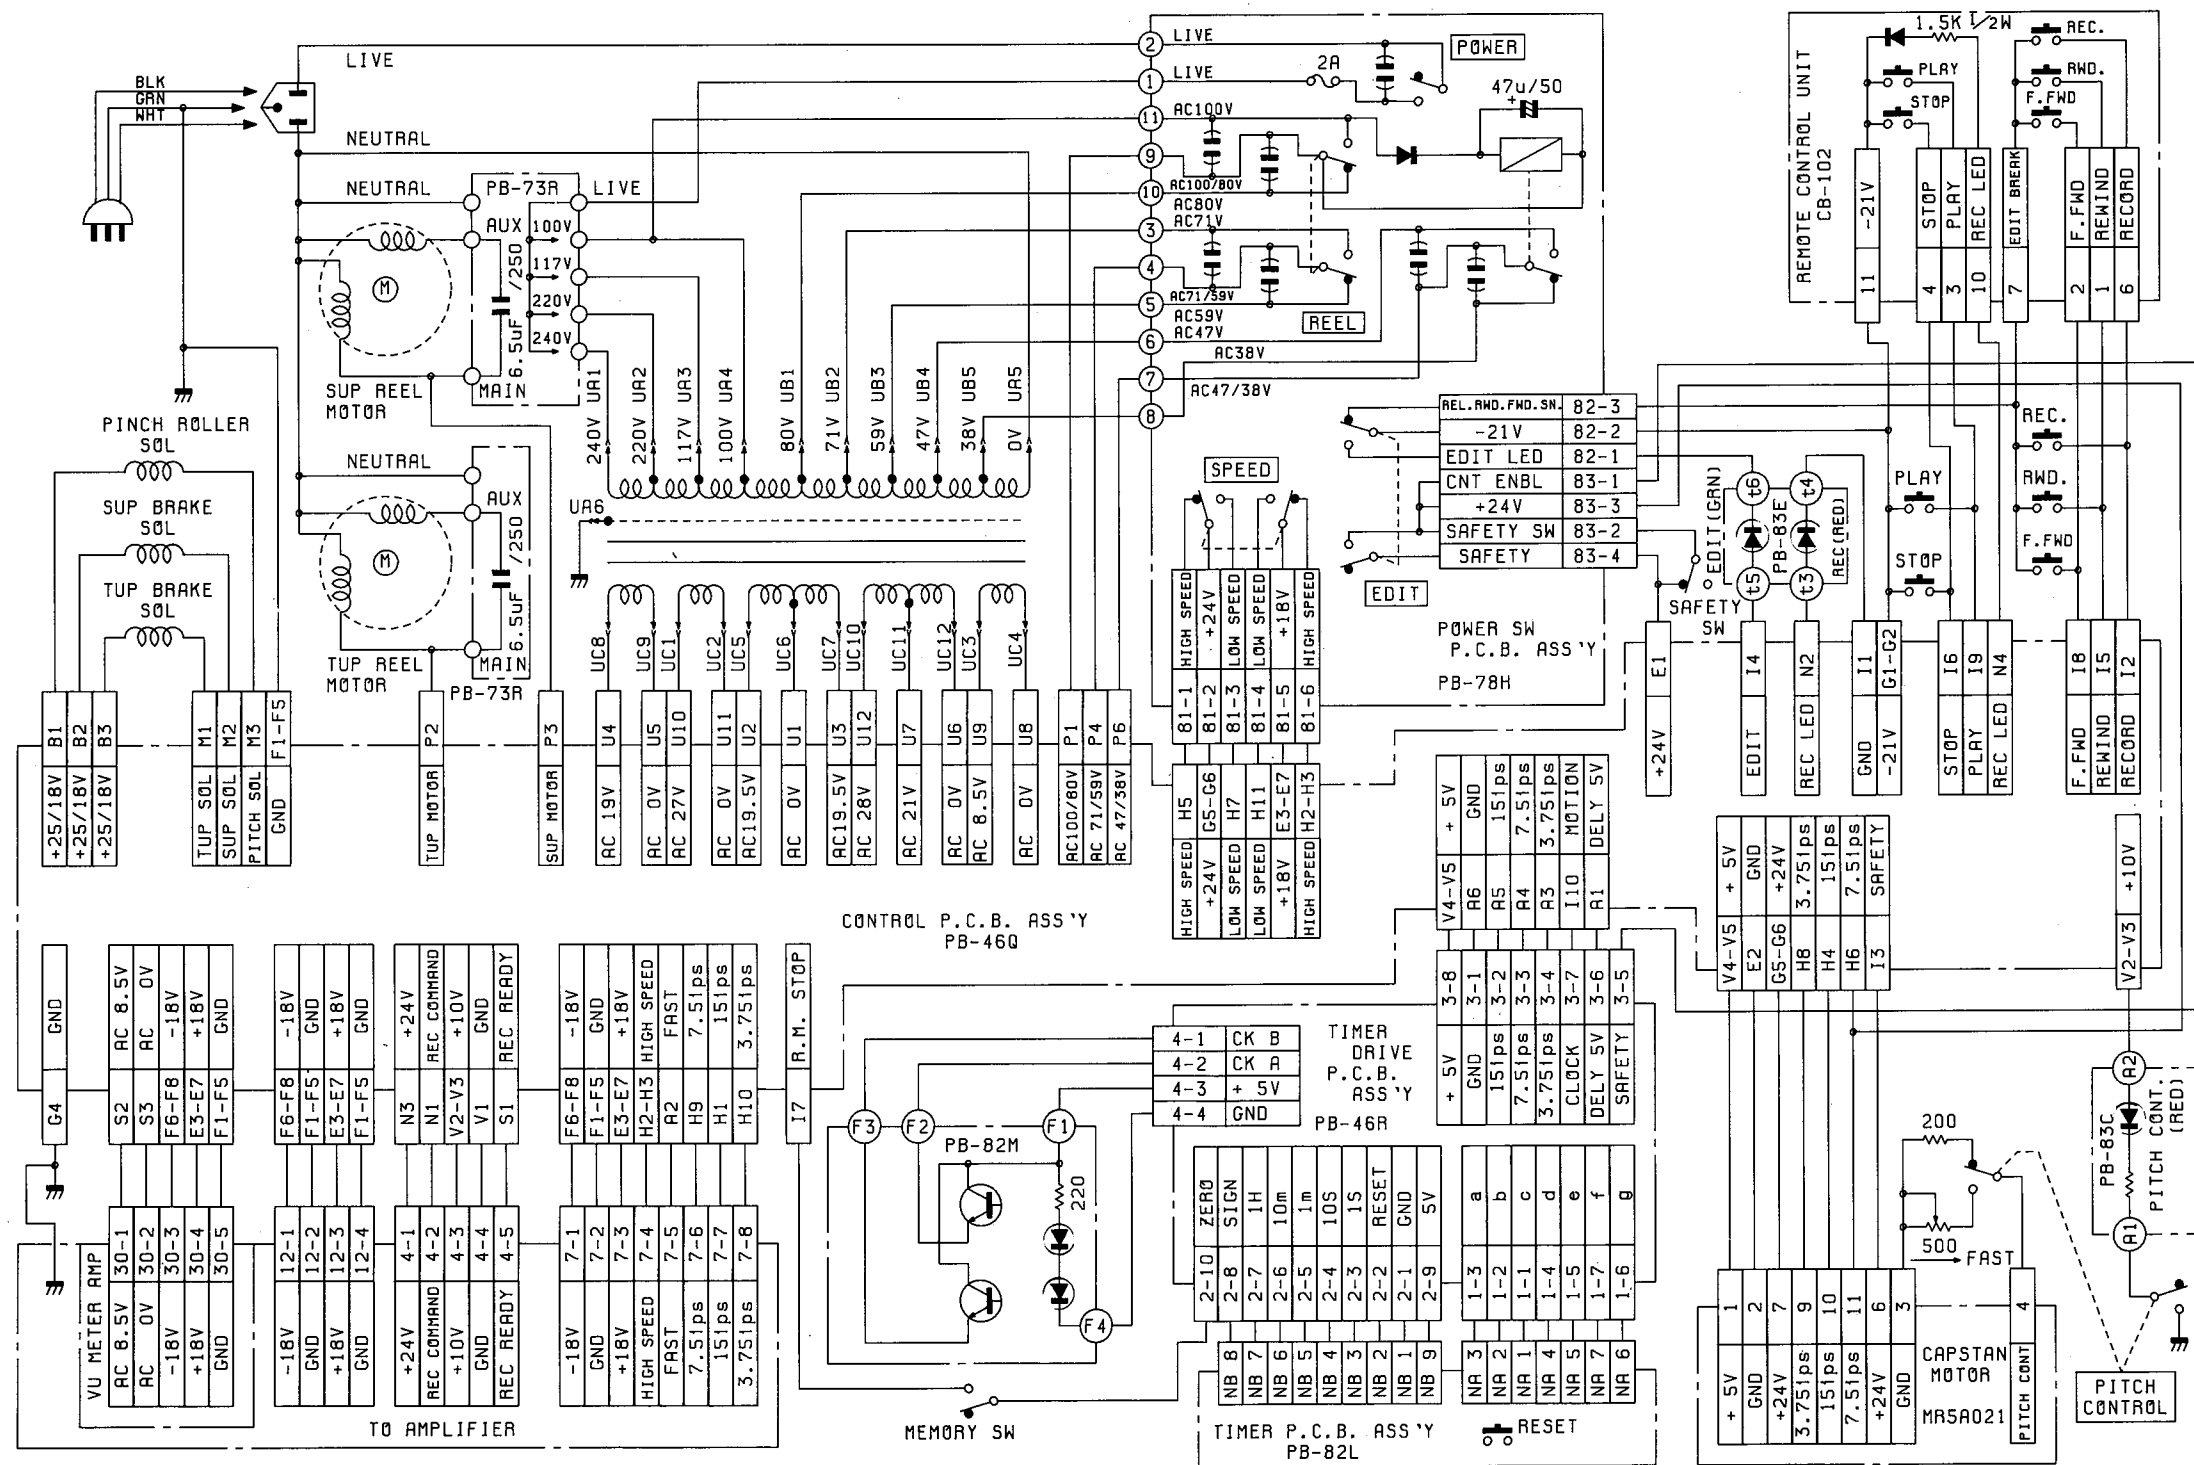 BLK
GRN
WHT
LIVE
NEUTRAL
NEUTRAL
PB-73R
LIVE
AUX
100V
117V
220V
240V
6.5uF /250
M
SUP REEL
MOTOR
MAIN
NEUTRAL
AUX
6.5uF /250
M
TUP REEL
MOTOR
MAIN
PB-73R
PINCH ROLLER
SOL
SUP BRAKE
SOL
TUP BRAKE
SOL
240V UA1
220V UA2
117V UA3
100V UA4
80V UB1
71V UB2
59V UB3
47V UB4
38V UB5
0V UA5
UA6
UC8
UC9
UC1
UC2
UC5
UC6
UC7
UC10
UC11
UC12
UC3
UC4
2 LIVE
1 LIVE
11 AC100V
9
10 AC100/80V
AC80V
3 AC71V
4
5 AC71/59V
AC59V
6 AC47V
AC38V
7 AC47/38V
8
2A
POWER
47u/50
+
REEL
SPEED
EDIT
REL.RWD.FWD.SN. 82-3
-21V 82-2
EDIT LED 82-1
CNT ENBL 83-1
+24V 83-3
SAFETY SW 83-2
SAFETY 83-4
POWER SW
P.C.B. ASS'Y
PB-78H
HIGH SPEED 81-1
+24V 81-2
LOW SPEED 81-3
LOW SPEED 81-4
+18V 81-5
HIGH SPEED 81-6
HIGH SPEED H5
+24V G5-G6
LOW SPEED H7
LOW SPEED H11
+18V E3-E7
HIGH SPEED H2-H3
REMOTE CONTROL UNIT
CB-102
1.5K 1/2W
PLAY
STOP
REC.
RWD.
F.FWD
11 -21V
4 STOP
3 PLAY
10 REC LED
7 EDIT BREAK
2 F.FWD
1 REWIND
6 RECORD
EDIT(GRN)
t6
t5
PB-83E
t4
t3
REC(RED)
SAFETY
SW
PLAY
STOP
REC.
RWD.
F.FWD
+24V E1
EDIT I4
REC LED N2
GND I1
-21V G1-G2
STOP I6
PLAY I9
REC LED N4
F.FWD I8
REWIND I5
RECORD I2
+25/18V B1
+25/18V B2
+25/18V B3
TUP SOL M1
SUP SOL M2
PITCH SOL M3
GND F1-F5
TUP MOTOR P2
SUP MOTOR P3
AC 19V U4
AC 0V U5
AC 27V U10
AC 0V U11
AC19.5V U2
AC 0V U1
AC19.5V U3
AC 28V U12
AC 21V U7
AC 0V U6
AC 8.5V U9
AC 0V U8
AC100/80V P1
AC 71/59V P4
AC 47/38V P6
CONTROL P.C.B. ASS'Y
PB-46Q
V4-V5 + 5V
A6 GND
A5 15ips
A4 7.5ips
A3 3.75ips
I10 MOTION
A1 DELY 5V
+ 5V 3-8
GND 3-1
15ips 3-2
7.5ips 3-3
3.75ips 3-4
CLOCK 3-7
DELY 5V 3-6
SAFETY 3-5
V4-V5 + 5V
E2 GND
G5-G6 +24V
H8 3.75ips
H4 15ips
H6 7.5ips
I3 SAFETY
V2-V3 +10V
G4 GND
S2 AC 8.5V
S3 AC 0V
F6-F8 -18V
E3-E7 +18V
F1-F5 GND
F6-F8 -18V
F1-F5 GND
E3-E7 +18V
F1-F5 GND
N3 +24V
N1 REC COMMAND
V2-V3 +10V
V1 GND
S1 REC READY
F6-F8 -18V
F1-F5 GND
E3-E7 +18V
H2-H3 HIGH SPEED
A2 FAST
H9 7.5ips
H1 15ips
H10 3.75ips
I7 R.M. STOP
VU METER AMP
AC 8.5V 30-1
AC 0V 30-2
-18V 30-3
+18V 30-4
GND 30-5
-18V 12-1
GND 12-2
+18V 12-3
GND 12-4
+24V 4-1
REC COMMAND 4-2
+10V 4-3
GND 4-4
REC READY 4-5
-18V 7-1
GND 7-2
+18V 7-3
HIGH SPEED 7-4
FAST 7-5
7.5ips 7-6
15ips 7-7
3.75ips 7-8
TO AMPLIFIER
4-1 CK B
4-2 CK A
4-3 + 5V
4-4 GND
TIMER
DRIVE
P.C.B.
ASS'Y
PB-46R
F3
F2
F1
PB-82M
220
F4
MEMORY SW
2-10 ZERO
2-8 SIGN
2-7 1H
2-6 10m
2-5 1m
2-4 10S
2-3 1S
2-2 RESET
2-1 GND
2-9 5V
1-3 a
1-2 b
1-1 c
1-4 d
1-5 e
1-7 f
1-6 g
NB 8
NB 7
NB 6
NB 5
NB 4
NB 3
NB 2
NB 1
NB 9
NA 3
NA 2
NA 1
NA 4
NA 5
NA 7
NA 6
TIMER P.C.B. ASS'Y
PB-82L
RESET
200
500
FAST
+ 5V 1
GND 2
+24V 7
3.75ips 9
15ips 10
7.5ips 11
+24V 6
GND 3
CAPSTAN
MOTOR
MR5A021
PITCH CONT 4
A2
A1
PB-83C
PITCH CONT.
(RED)
PITCH
CONTROL